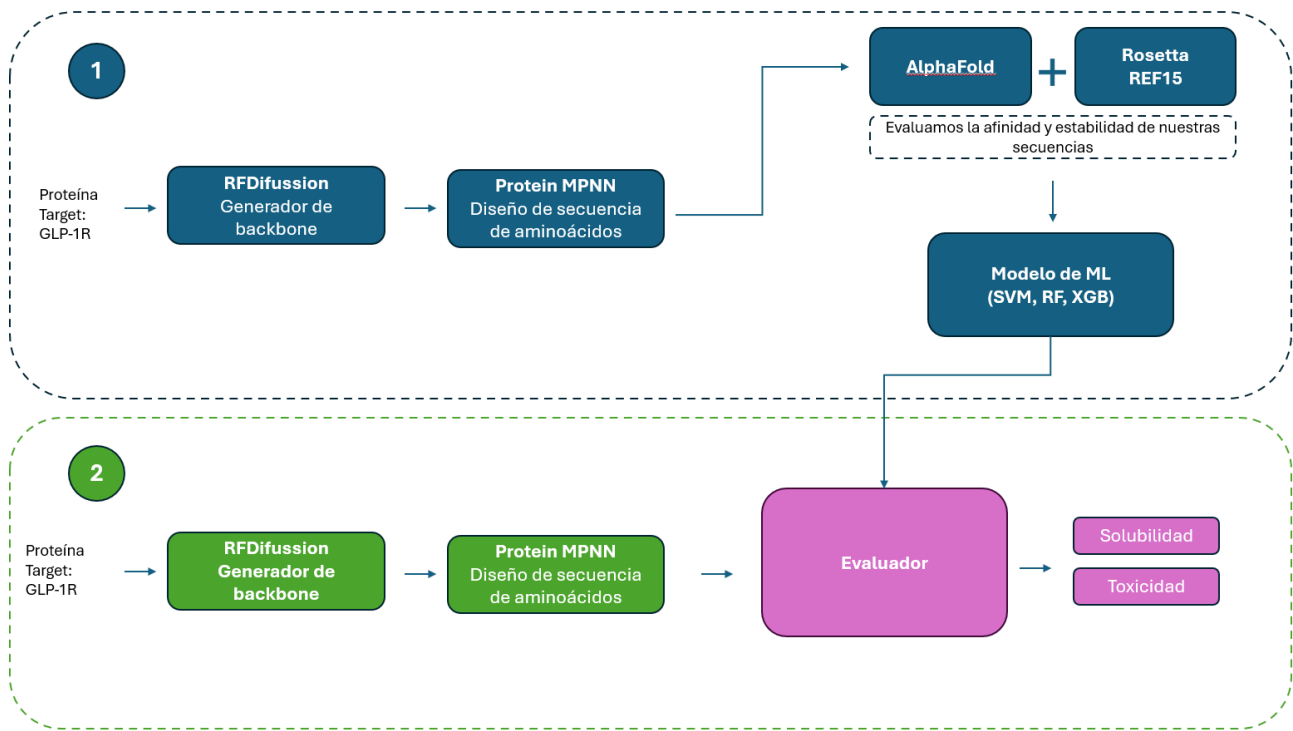 1
Proteína
Target:
GLP-1R
RFDifussion
Generador de
backbone
Protein MPNN
Diseño de secuencia
de aminoácidos
AlphaFold
+
Rosetta
REF15
Evaluamos la afinidad y estabilidad de nuestras
secuencias
Modelo de ML
(SVM, RF, XGB)
2
Proteína
Target:
GLP-1R
RFDifussion
Generador de
backbone
Protein MPNN
Diseño de secuencia
de aminoácidos
Evaluador
Solubilidad
Toxicidad